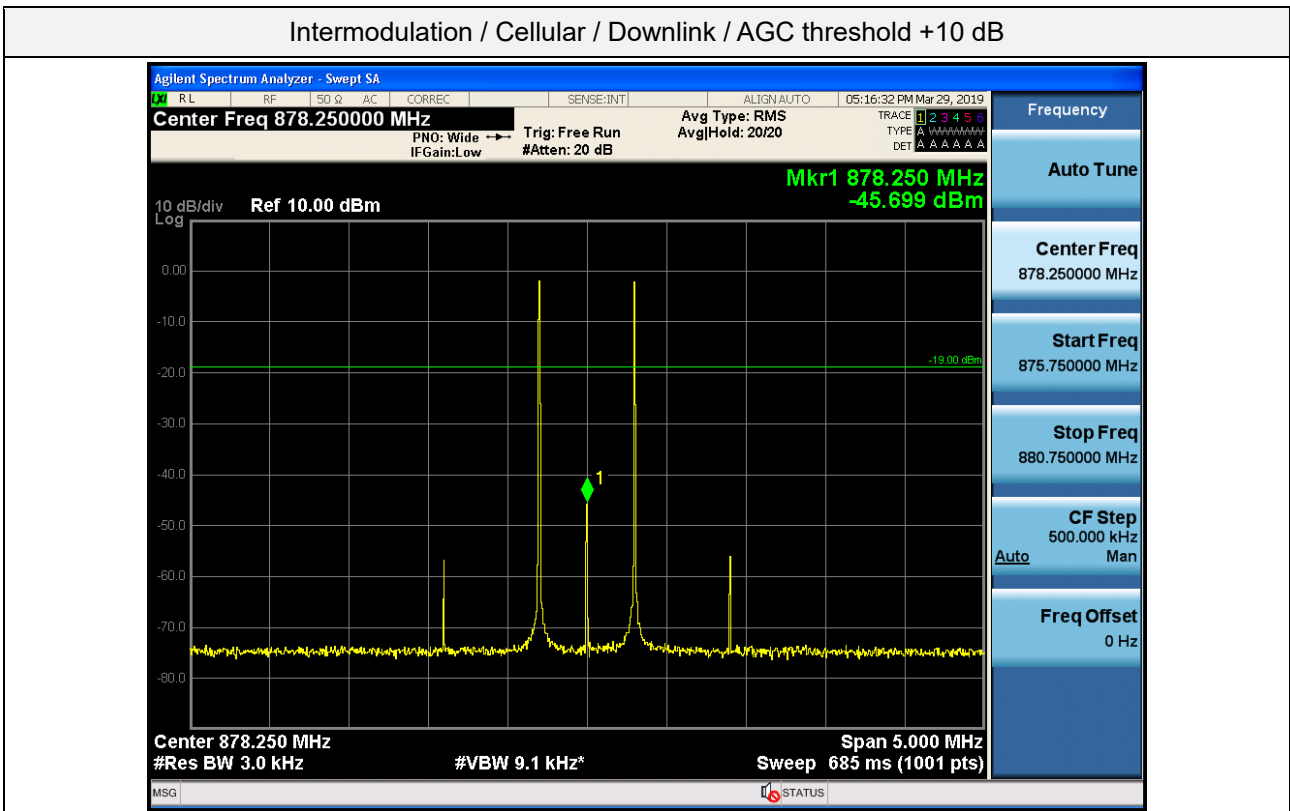 Intermodulation / Cellular / Downlink / AGC threshold +10 dB
Agilent Spectrum Analyzer - Swept SA
LXI RL RF 50 Ω AC CORREC SENSE:INT ALIGN AUTO 05:16:32 PM Mar 29, 2019
Center Freq 878.250000 MHz
PNO: Wide
IFGain:Low
Trig: Free Run
#Atten: 20 dB
Avg Type: RMS
Avg|Hold: 20/20
TRACE 1 2 3 4 5 6
TYPE A WWWWW
DET A A A A A A
Mkr1 878.250 MHz
-45.699 dBm
10 dB/div Ref 10.00 dBm
Log
0.00
-10.0
-19.00 dBm
-20.0
-30.0
-40.0
1
-50.0
-60.0
-70.0
-80.0
Center 878.250 MHz Span 5.000 MHz
#Res BW 3.0 kHz #VBW 9.1 kHz* Sweep 685 ms (1001 pts)
MSG STATUS
Frequency
Auto Tune
Center Freq
878.250000 MHz
Start Freq
875.750000 MHz
Stop Freq
880.750000 MHz
CF Step
500.000 kHz
Auto Man
Freq Offset
0 Hz